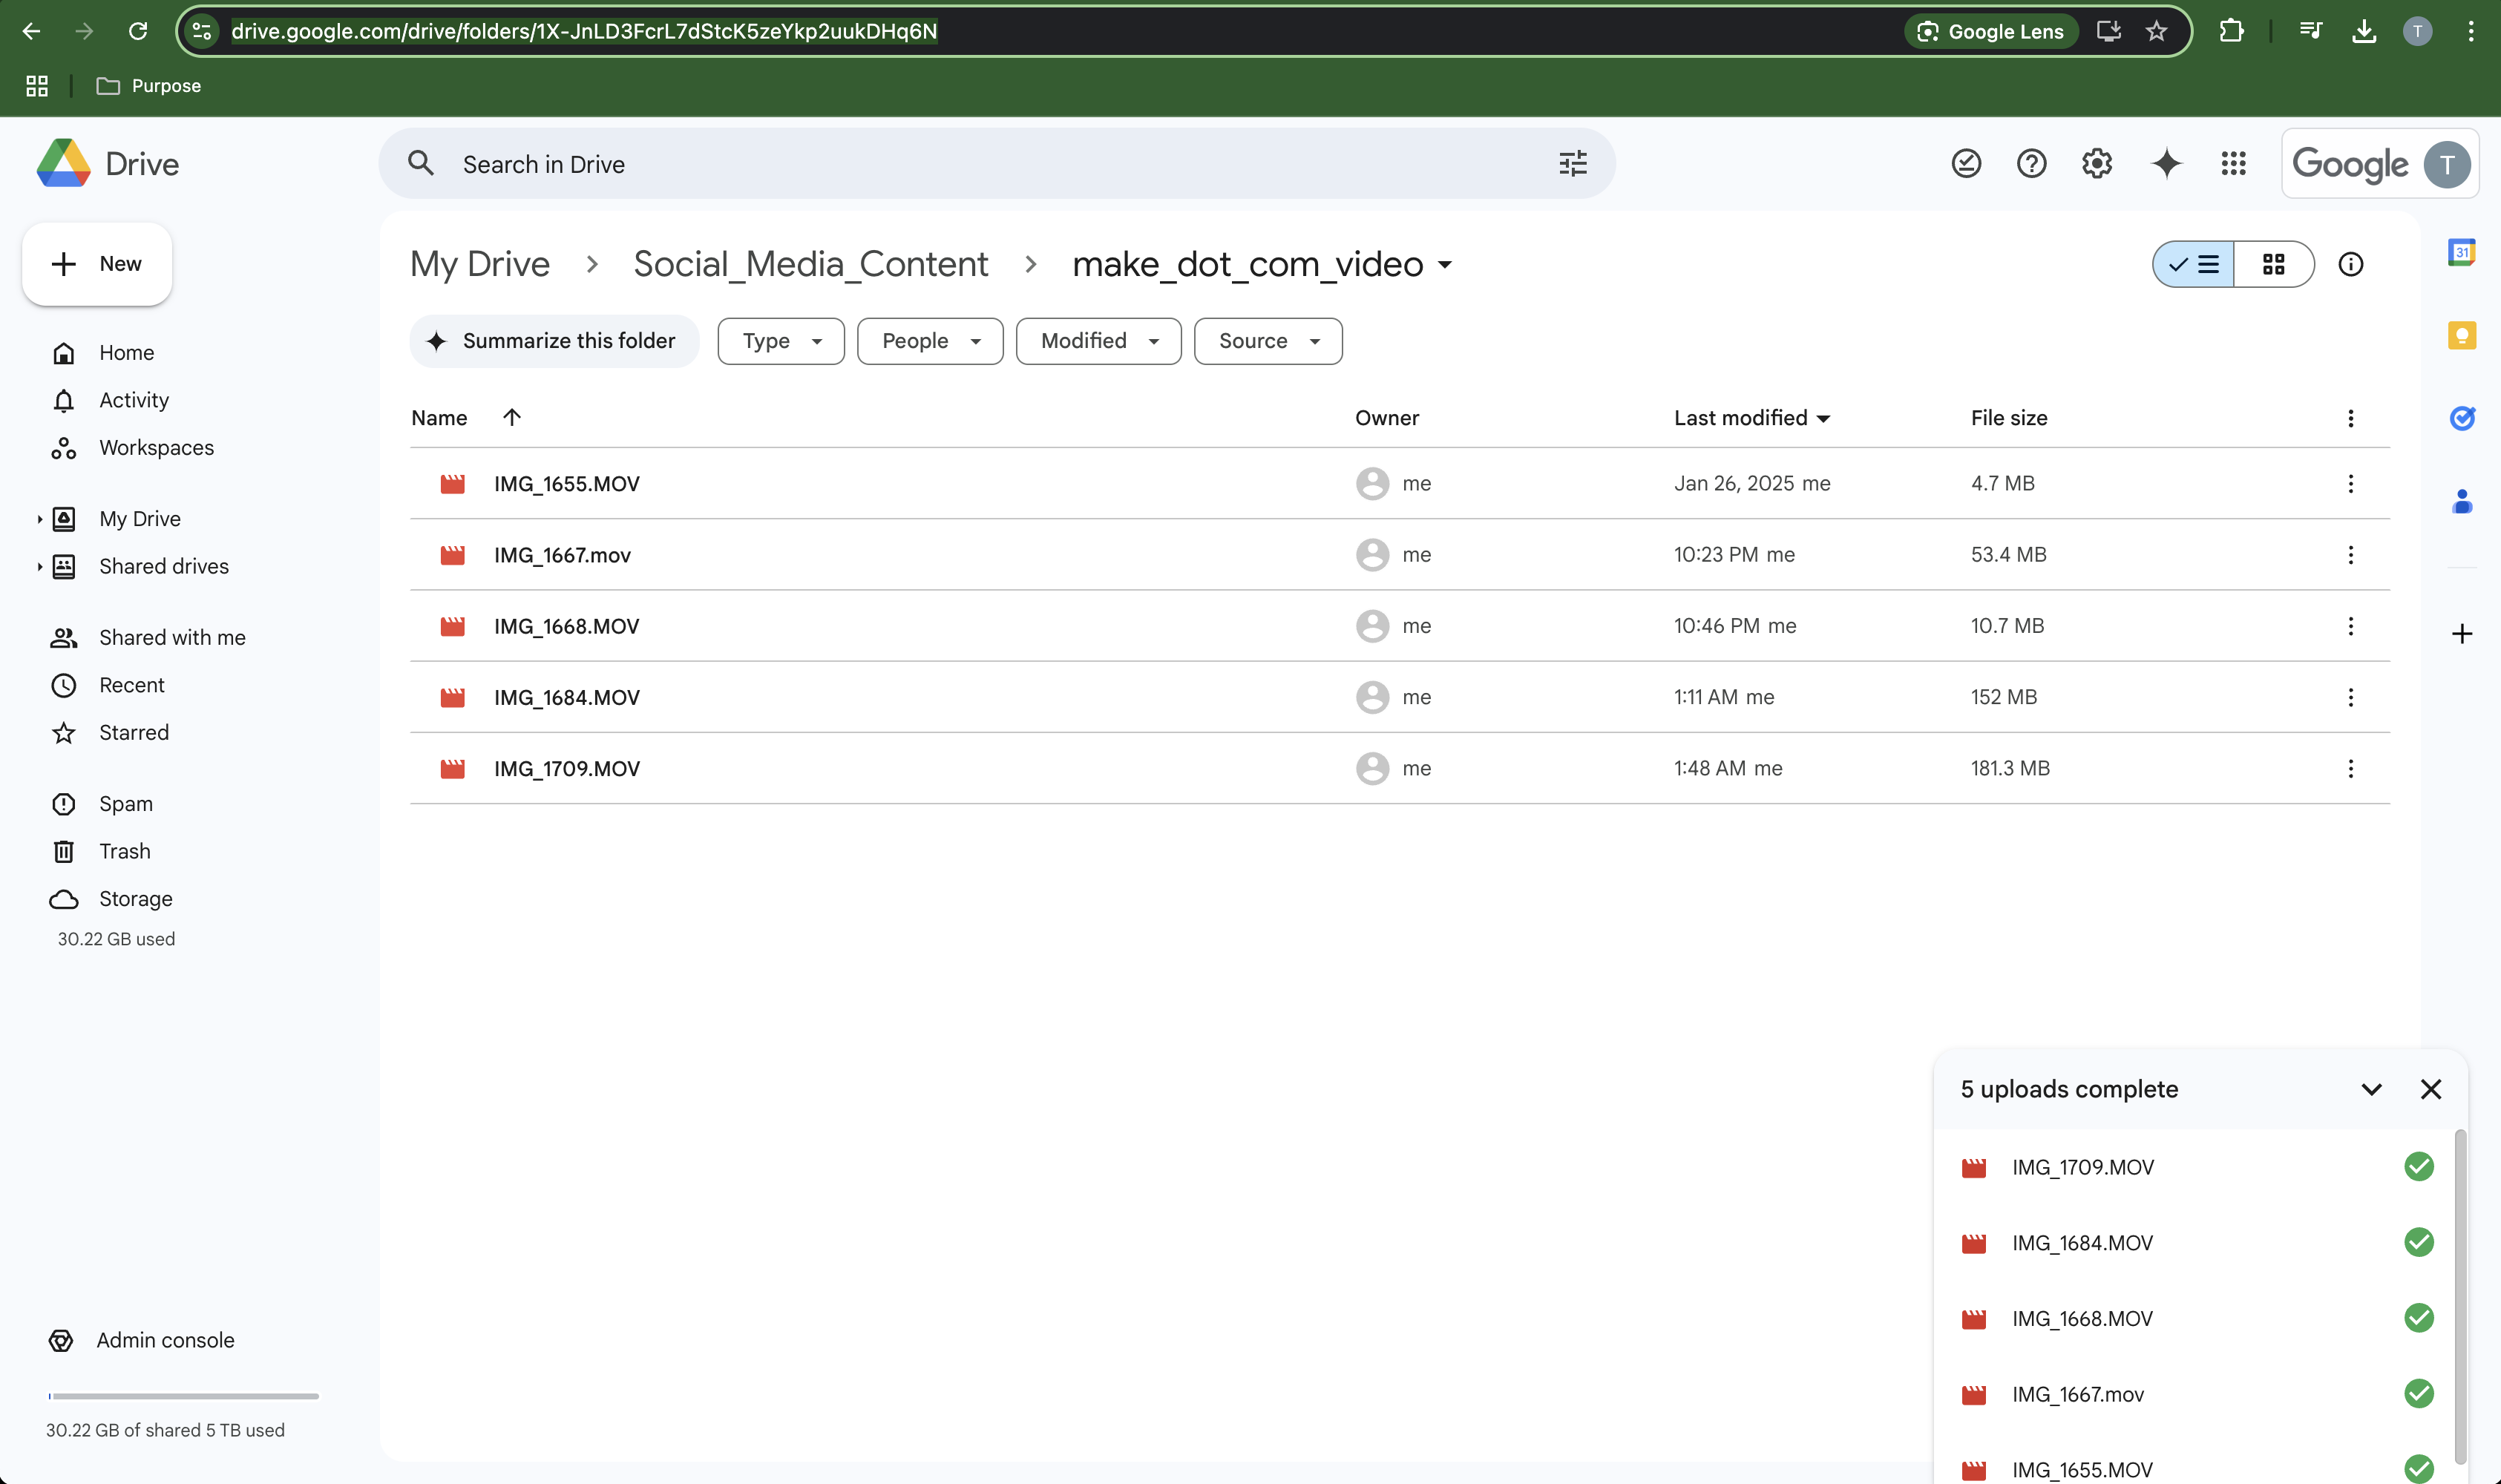 drive.google.com/drive/folders/1X-JnLD3FcrL7dStcK5zeYkp2uukDHq6N
Google Lens
T
Purpose
Drive
Search in Drive
Google
T
New
My Drive
Social_Media_Content
make_dot_com_video
Summarize this folder
Type
People
Modified
Source
Home
Activity
Workspaces
My Drive
Shared drives
Shared with me
Recent
Starred
Spam
Trash
Storage
30.22 GB used
Admin console
30.22 GB of shared 5 TB used
Name Owner Last modified File size
IMG_1655.MOV me Jan 26, 2025 me 4.7 MB
IMG_1667.mov me 10:23 PM me 53.4 MB
IMG_1668.MOV me 10:46 PM me 10.7 MB
IMG_1684.MOV me 1:11 AM me 152 MB
IMG_1709.MOV me 1:48 AM me 181.3 MB
31
5 uploads complete
IMG_1709.MOV
IMG_1684.MOV
IMG_1668.MOV
IMG_1667.mov
IMG_1655.MOV